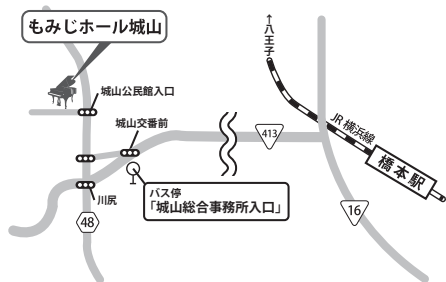 もみじホール城山
↑八王子
城山公民館入口
城山交番前
413
JR 横浜線
橋本駅
バス停
「城山総合事務所入口」
川尻
48
16